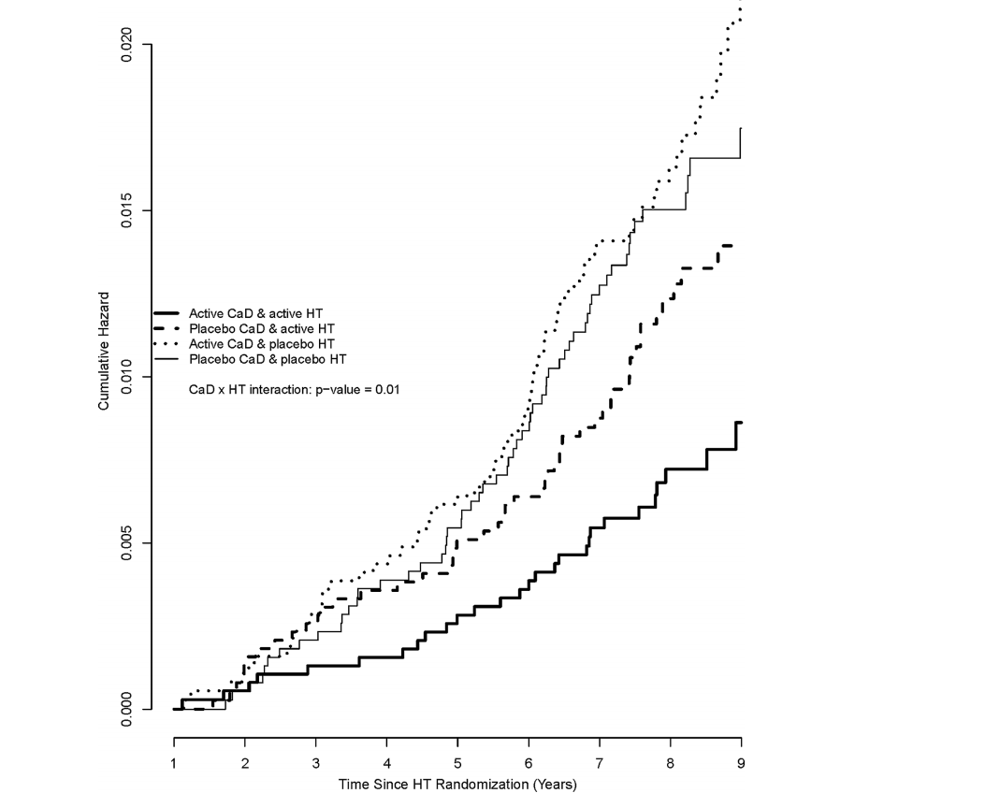 0.020
0.015
0.010
0.005
0.000
Cumulative Hazard
Active CaD & active HT
Placebo CaD & active HT
Active CaD & placebo HT
Placebo CaD & placebo HT
CaD x HT interaction: p−value = 0.01
1 2 3 4 5 6 7 8 9
Time Since HT Randomization (Years)